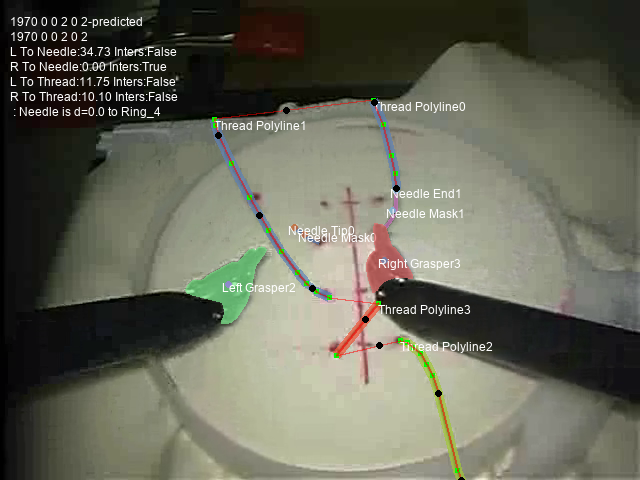 1970 0 0 2 0 2-predicted
1970 0 0 2 0 2
L To Needle:34.73 Inters:False
R To Needle:0.00 Inters:True
L To Thread:11.75 Inters:False
R To Thread:10.10 Inters:False
: Needle is d=0.0 to Ring_4
Thread Polyline0
Thread Polyline1
Needle End1
Needle Mask1
Needle Tip0
Needle Mask0
Right Grasper3
Left Grasper2
Thread Polyline3
Thread Polyline2